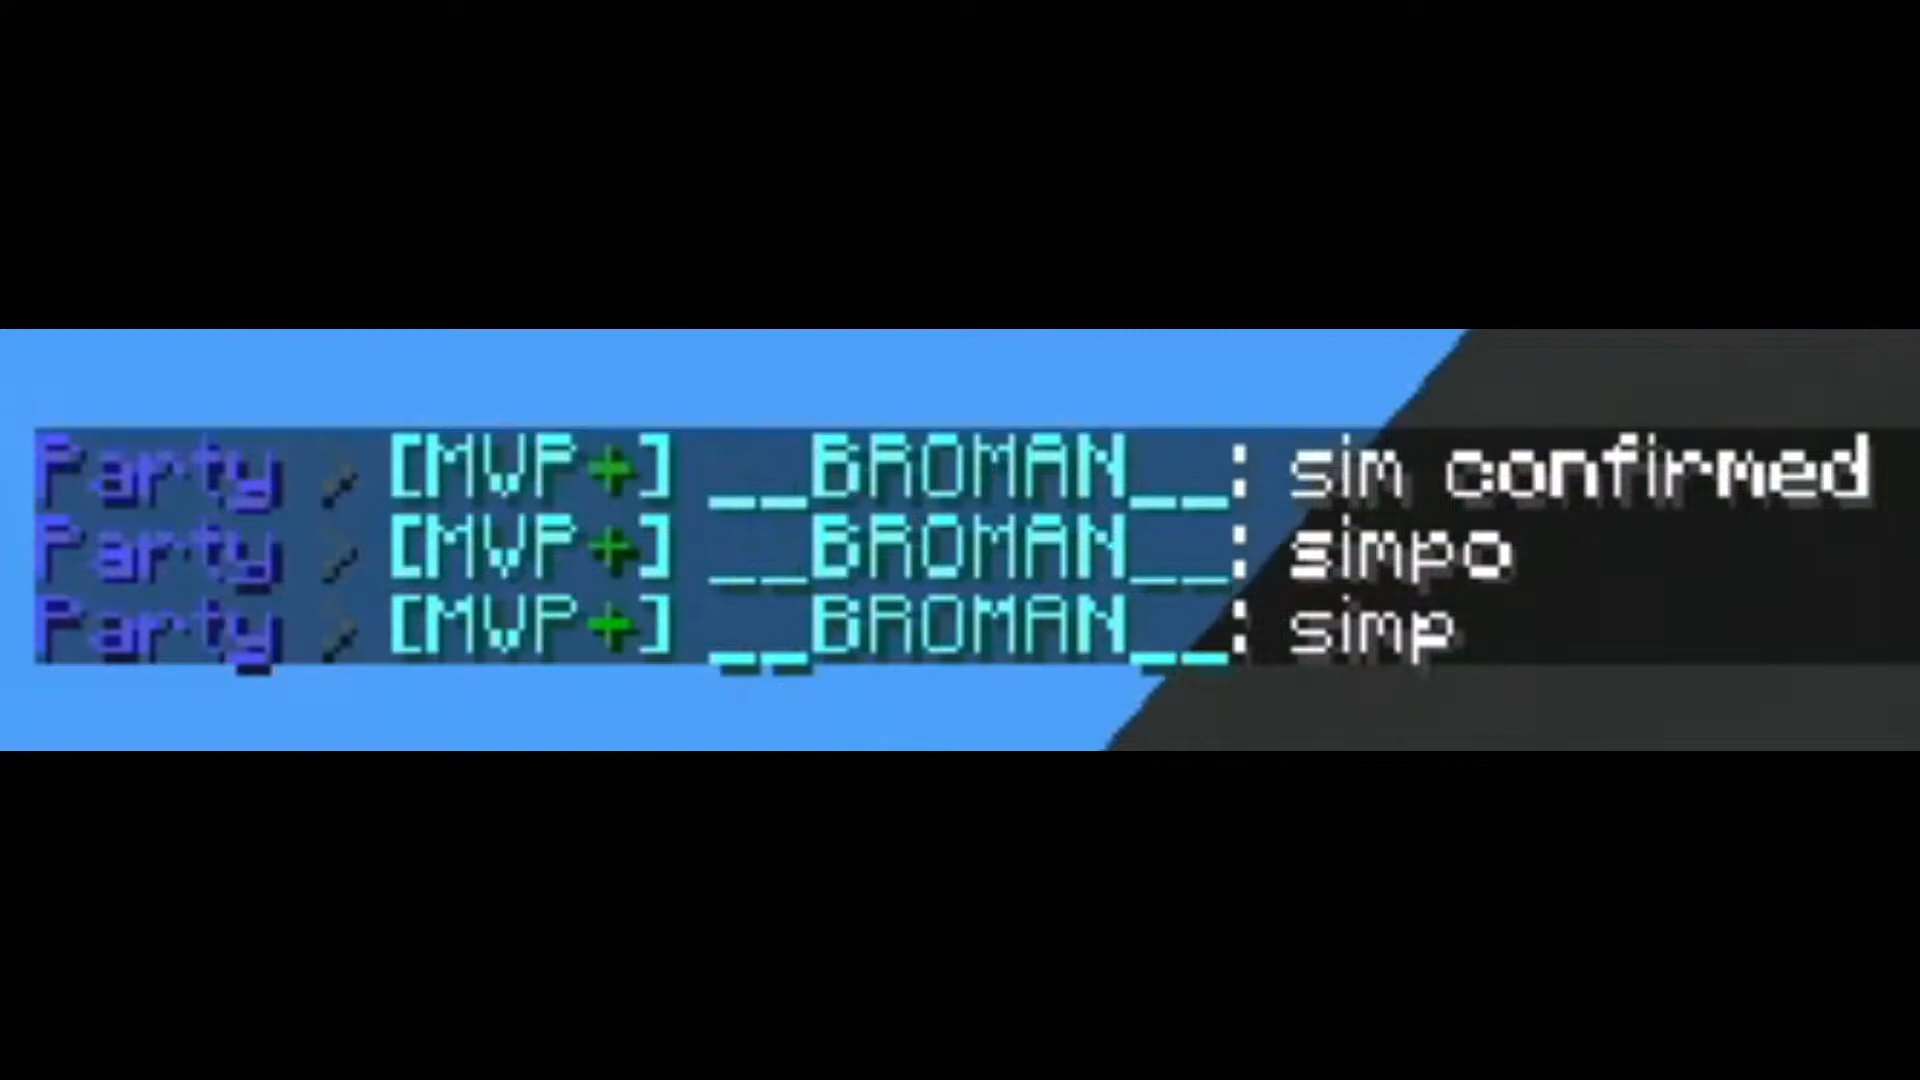 Party > [MVP+] __BROMAN__: sim confirmed
Party > [MVP+] __BROMAN__: simpo
Party > [MVP+] __BROMAN__: simp